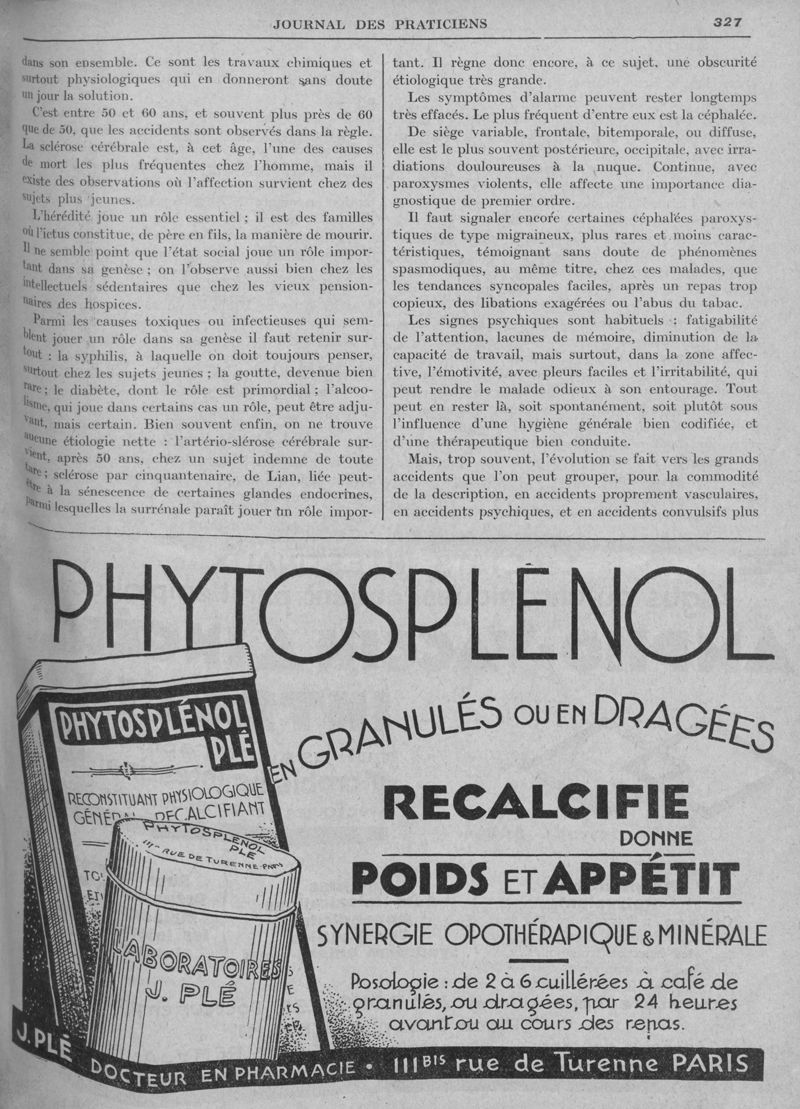 JOURNAL DES PRATICIENS 327
dans son ensemble. Ce sont les travaux chimiques et
surtout physiologiques qui en donneront sans doute
un jour la solution.
C'est entre 50 et 60 ans, et souvent plus près de 60
que de 50, que les accidents sont observés dans la règle.
La sclérose cérébrale est, à cet âge, l'une des causes
de mort les plus fréquentes chez l'homme, mais il
existe des observations où l'affection survient chez des
sujets plus jeunes.
L'hérédité joue un rôle essentiel ; il est des familles
où l'ictus constitue, de père en fils, la manière de mourir.
Il ne semble point que l'état social joue un rôle impor-
tant dans sa genèse ; on l'observe aussi bien chez les
intellectuels sédentaires que chez les vieux pension-
naires des hospices.
Parmi les causes toxiques ou infectieuses qui sem-
blent jouer un rôle dans sa genèse il faut retenir sur-
tout : la syphilis, à laquelle on doit toujours penser,
surtout chez les sujets jeunes ; la goutte, devenue bien
rare ; le diabète, dont le rôle est primordial ; l'alcoo-
lisme, qui joue dans certains cas un rôle, peut être adju-
vant, mais certain. Bien souvent enfin, on ne trouve
aucune étiologie nette : l'artério-slérose cérébrale sur-
vient, après 50 ans, chez un sujet indemne de toute
tare ; sclérose par cinquantenaire, de Lian, liée peut-
être à la sénescence de certaines glandes endocrines,
parmi lesquelles la surrénale paraît jouer un rôle impor-
tant. Il règne donc encore, à ce sujet, une obscurité
étiologique très grande.
Les symptômes d'alarme peuvent rester longtemps
très effacés. Le plus fréquent d'entre eux est la céphalée.
De siège variable, frontale, bitemporale, ou diffuse,
elle est le plus souvent postérieure, occipitale, avec irra-
diations douloureuses à la nuque. Continue, avec
paroxysmes violents, elle affecte une importance dia-
gnostique de premier ordre.
Il faut signaler encore certaines céphalées paroxys-
tiques de type migraineux, plus rares et moins carac-
téristiques, témoignant sans doute de phénomènes
spasmodiques, au même titre, chez ces malades, que
les tendances syncopales faciles, après un repas trop
copieux, des libations exagérées ou l'abus du tabac.
Les signes psychiques sont habituels : fatigabilité
de l'attention, lacunes de mémoire, diminution de la
capacité de travail, mais surtout, dans la zone affec-
tive, l'émotivité, avec pleurs faciles et l'irritabilité, qui
peut rendre le malade odieux à son entourage. Tout
peut en rester là, soit spontanément, soit plutôt sous
l'influence d'une hygiène générale bien codifiée, et
d'une thérapeutique bien conduite.
Mais, trop souvent, l'évolution se fait vers les grands
accidents que l'on peut grouper, pour la commodité
de la description, en accidents proprement vasculaires,
en accidents psychiques, et en accidents convulsifs plus
PHYTOSPLÉNOL
EN GRANULÉS OU EN DRAGÉES
RECALCIFIE
DONNE
POIDS ET APPÉTIT
SYNERGIE OPOTHÉRAPIQUE & MINÉRALE
Posologie : de 2 à 6 cuillérées à café de
granulés, ou dragées, par 24 heures
avant ou au cours des repas.
PHYTOSPLÉNOL
PLÉ
RECONSTITUANT PHYSIOLOGIQUE
GÉNÉRAL
PHYTOSPLENOL
PLÉ
RUE DE TURENNE-PARIS
LABORATOIRES
J. PLÉ
J. PLÉ DOCTEUR EN PHARMACIE • 111 BIS rue de Turenne PARIS